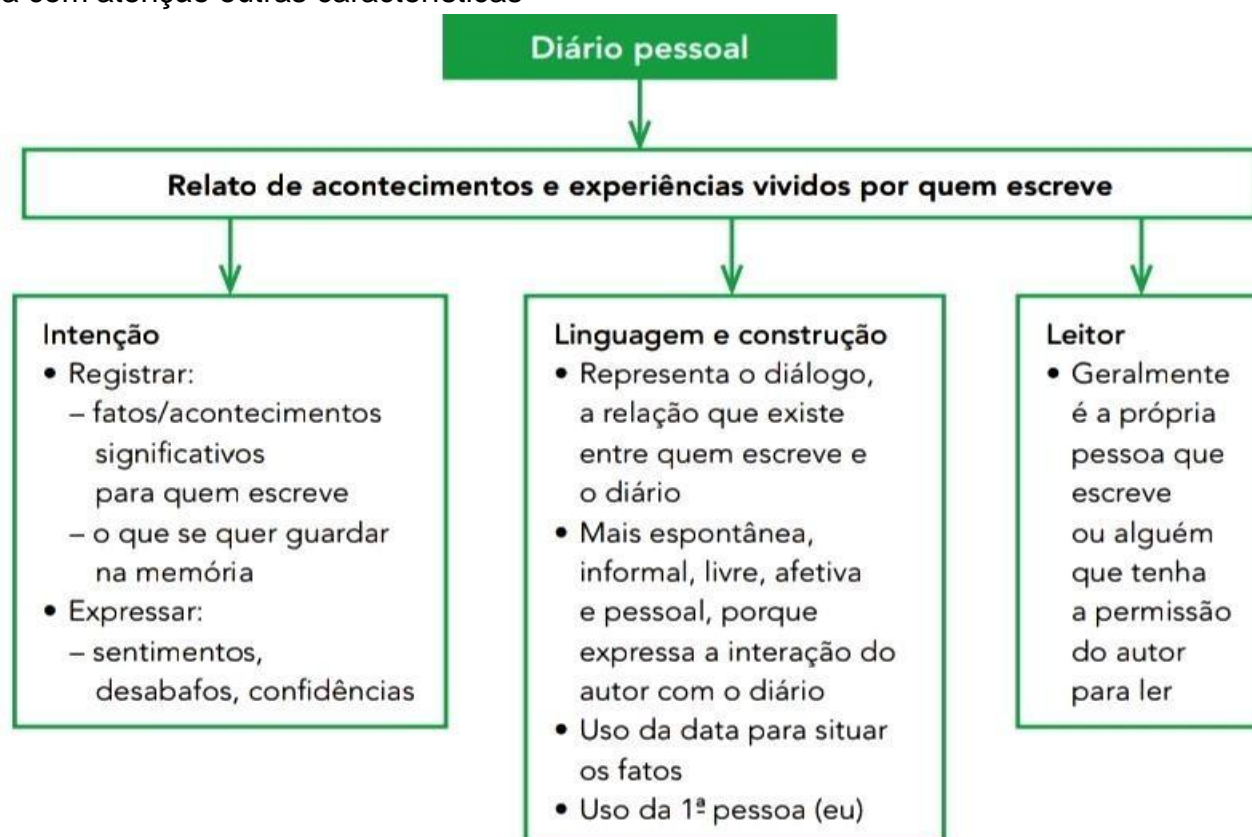 com atenção outras características
Diário pessoal
Relato de acontecimentos e experiências vividos por quem escreve
Intenção
• Registrar:
– fatos/acontecimentos
significativos
para quem escreve
– o que se quer guardar
na memória
• Expressar:
– sentimentos,
desabafos, confidências
Linguagem e construção
• Representa o diálogo,
a relação que existe
entre quem escreve e
o diário
• Mais espontânea,
informal, livre, afetiva
e pessoal, porque
expressa a interação do
autor com o diário
• Uso da data para situar
os fatos
• Uso da 1ª pessoa (eu)
Leitor
• Geralmente
é a própria
pessoa que
escreve
ou alguém
que tenha
a permissão
do autor
para ler